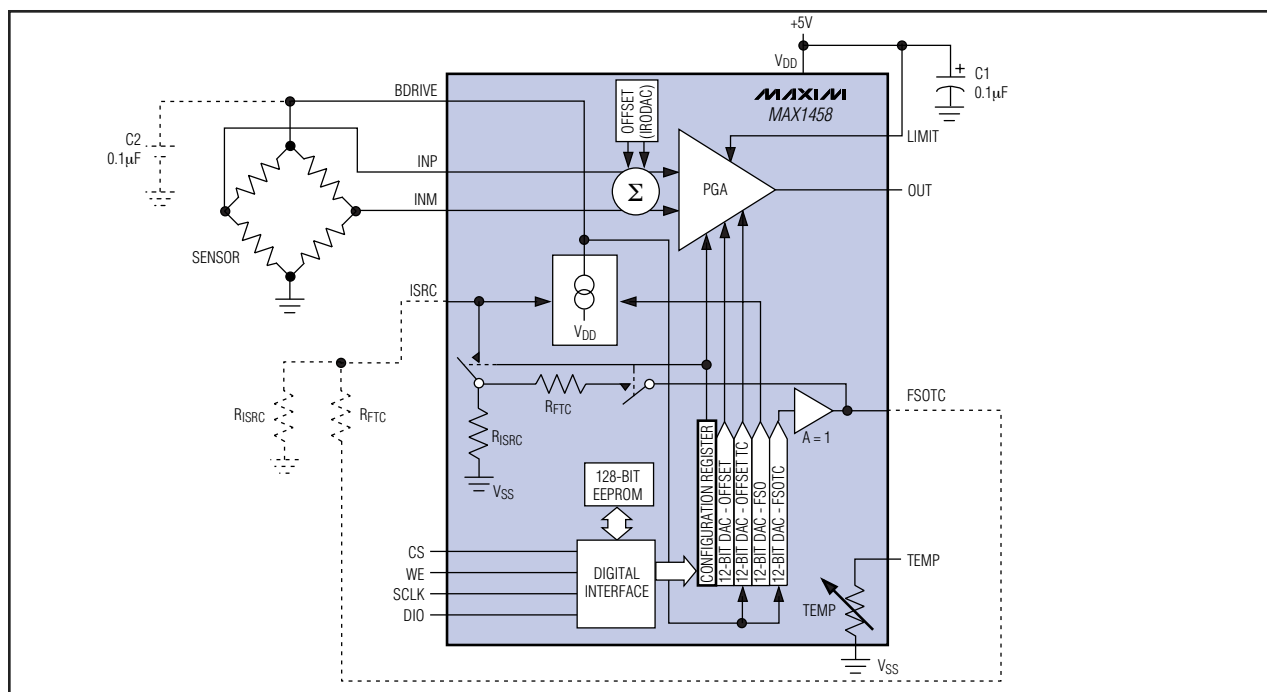 +5V
VDD
C1
+
0.1µF
BDRIVE
OFFSET
(IRODAC)
MAXIM
MAX1458
LIMIT
C2
0.1µF
INP
Σ
PGA
OUT
INM
SENSOR
ISRC
VDD
RFTC
FSOTC
RISRC
RFTC
RISRC
A = 1
VSS
128-BIT
EEPROM
CONFIGURATION REGISTER
12-BIT DAC - OFFSET
12-BIT DAC - OFFSET TC
12-BIT DAC - FSO
12-BIT DAC - FSOTC
CS
WE
SCLK
DIO
DIGITAL
INTERFACE
TEMP
TEMP
VSS